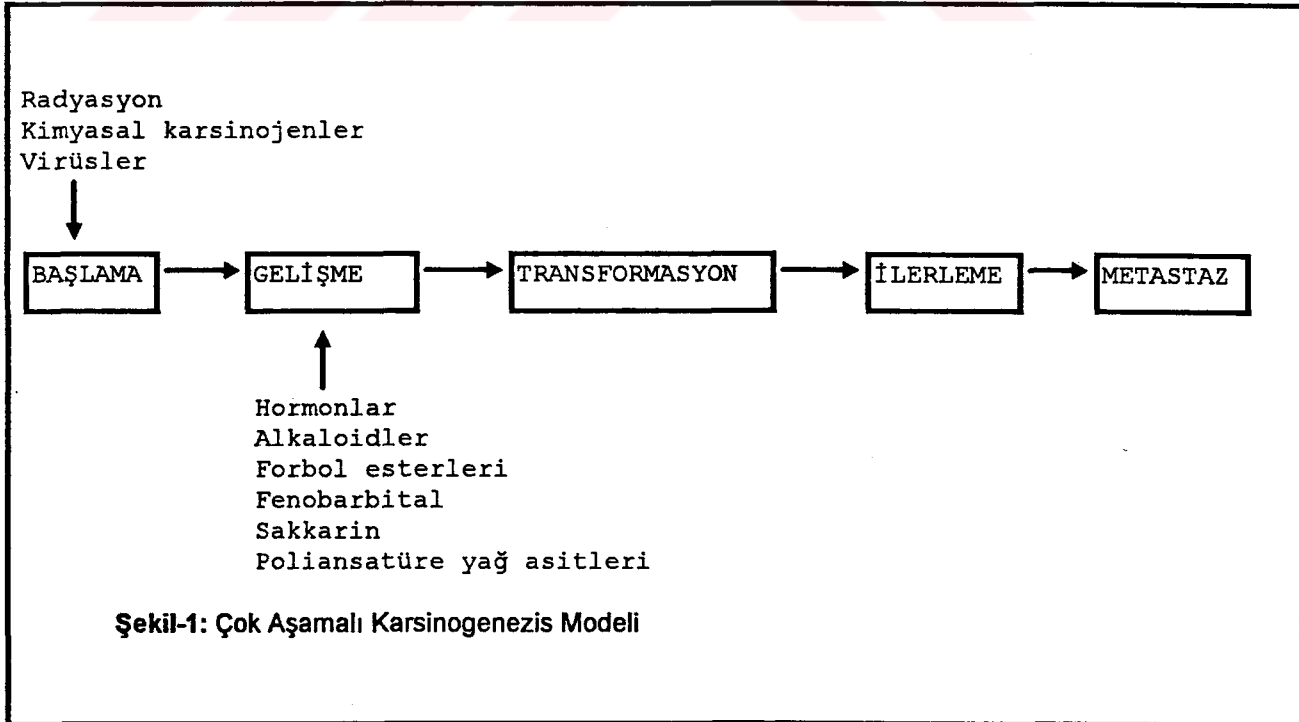 Radyasyon
Kimyasal karsinojenler
Virüsler
BAŞLAMA GELİŞME TRANSFORMASYON İLERLEME METASTAZ
Hormonlar
Alkaloidler
Forbol esterleri
Fenobarbital
Sakkarin
Poliansatüre yağ asitleri
Şekil-1: Çok Aşamalı Karsinogenezis Modeli